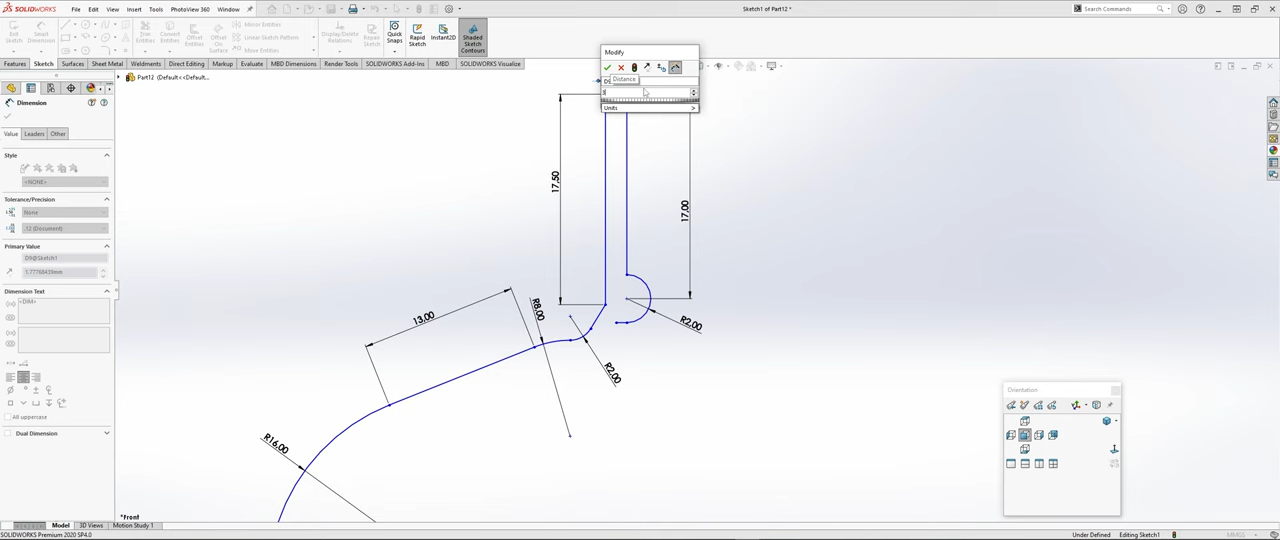 SOLIDWORKS
File Edit View Insert Tools PhotoView 360 Window
Sketch1 of Part12 *
Search Commands
Exit Sketch
Smart Dimension
Trim Entities
Convert Entities
Offset Entities
Offset On Surface
Mirror Entities
Linear Sketch Pattern
Move Entities
Display/Delete Relations
Repair Sketch
Quick Snaps
Rapid Sketch
Instant2D
Shaded Sketch Contours
Features Sketch Sheet Metal Weldments Direct Editing Markup Evaluate MBD Dimensions Render Tools SOLIDWORKS Add-Ins MBD SOLIDWORKS Visualize
Modify
Distance
3
Units >
Part12 (Default<<Default...
Dimension
Value Leaders Other
Style
<NONE>
Tolerance/Precision
None
.12 (Document)
Primary Value
D9@Sketch1
1.77768439mm
Dimension Text
<DIM>
All uppercase
Dual Dimension
17,50
17,00
13,00
R8,00
R2,00
R2,00
R16,00
Orientation
*Front
Model 3D Views Motion Study 1
SOLIDWORKS Premium 2020 SP4.0
Under Defined Editing Sketch1
MMGS